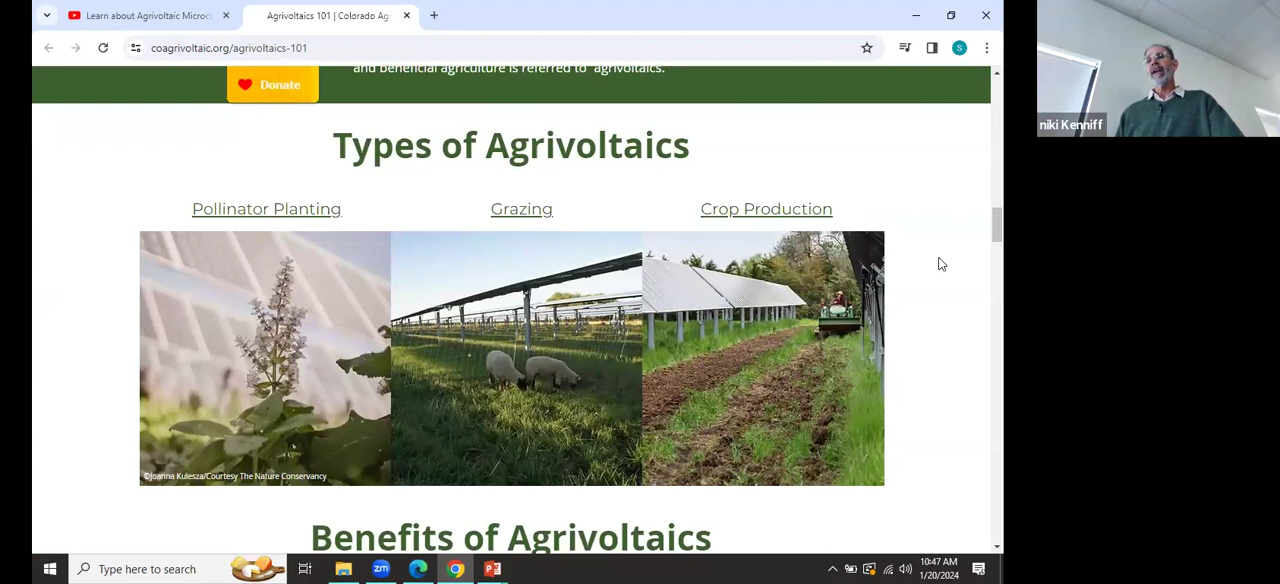 Learn about Agrivoltaic Microcl
Agrivoltaics 101 | Colorado Agr
coagrivoltaic.org/agrivoltaics-101
S
and beneficial agriculture is referred to "agrivoltaics."
Donate
niki Kenniff
Types of Agrivoltaics
Pollinator Planting
Grazing
Crop Production
©Joanna Kulesza/Courtesy The Nature Conservancy
Benefits of Agrivoltaics
Type here to search
zm
10:47 AM
1/20/2024